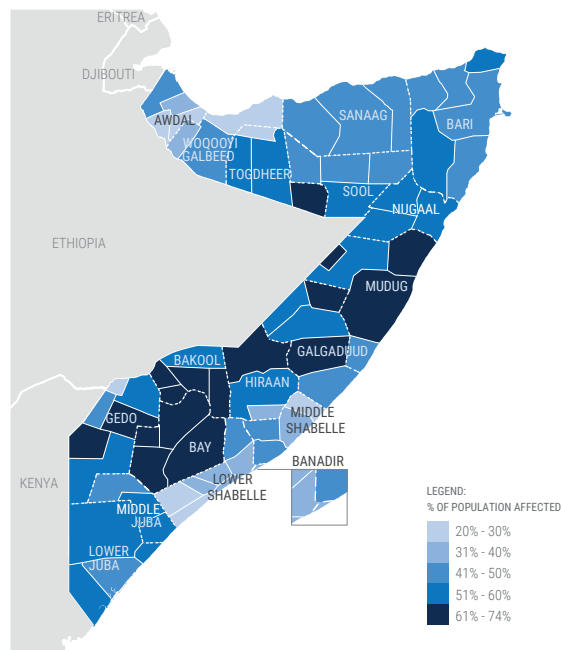 ERITREA
DJIBOUTI
AWDAL
WOQOOYI
GALBEED
TOGDHEER
SANAAG
BARI
SOOL
NUGAAL
ETHIOPIA
MUDUG
GALGADUUD
BAKOOL
HIRAAN
GEDO
MIDDLE
SHABELLE
BAY
BANADIR
KENYA
LOWER
SHABELLE
MIDDLE
JUBA
LOWER
JUBA
LEGEND:
% OF POPULATION AFFECTED
20% - 30%
31% - 40%
41% - 50%
51% - 60%
61% - 74%